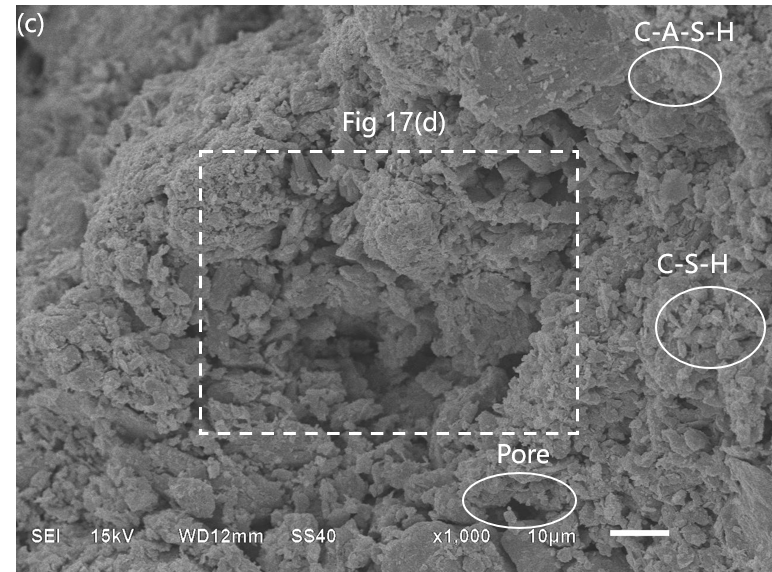 (c)
C-A-S-H
Fig 17(d)
C-S-H
Pore
SEI 15kV WD12mm SS40 x1,000 10μm